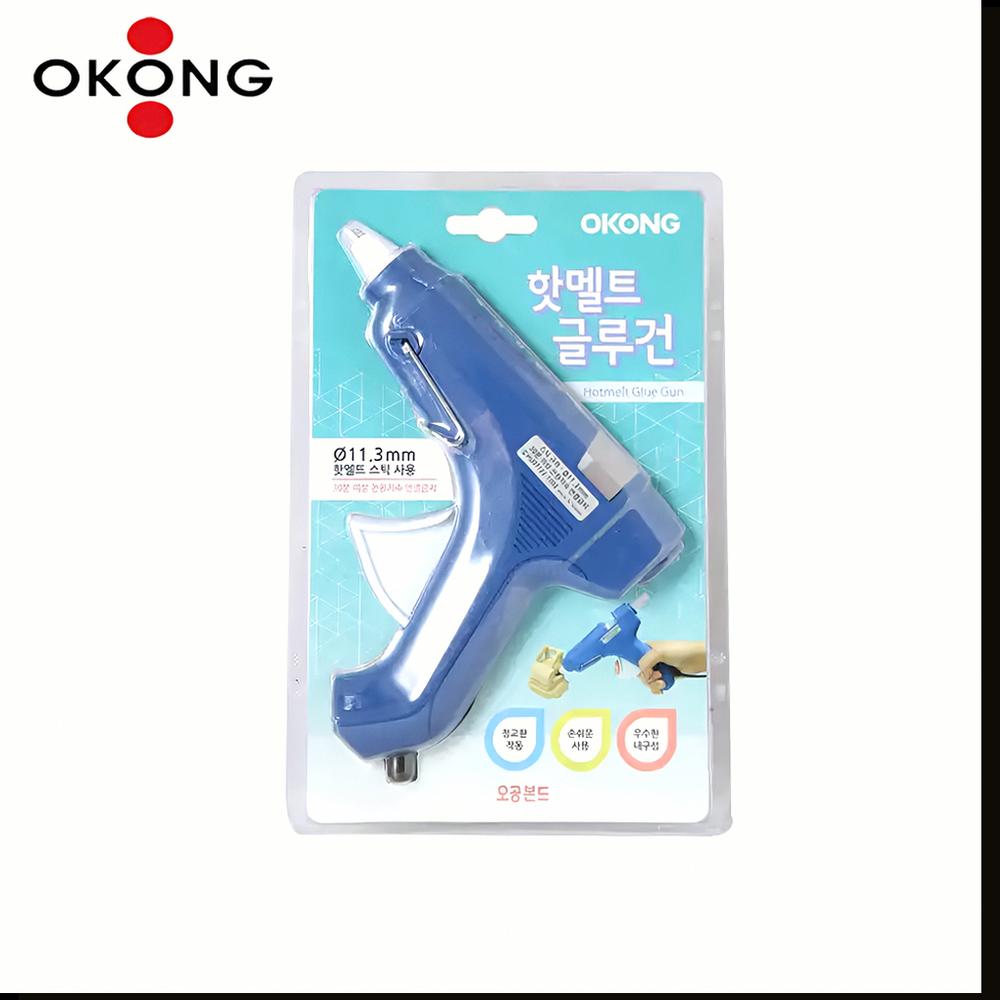 OKONG
OKONG
핫멜트
글루건
Hotmelt Glue Gun
Ø11.3mm
핫멜트 스틱 사용
정교한
작동
손쉬운
사용
우수한
내구성
오공본드